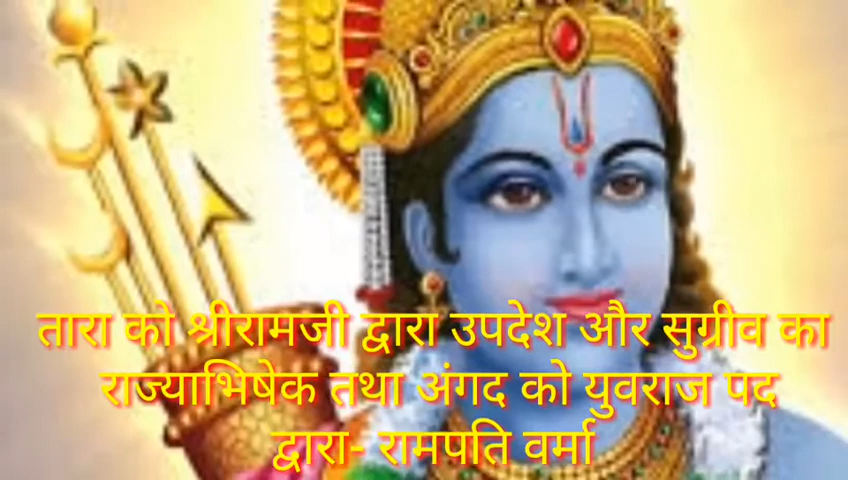 तारा को श्रीरामजी द्वारा उपदेश और सुग्रीव का
राज्याभिषेक तथा अंगद को युवराज पद
द्वारा- रामपति वर्मा